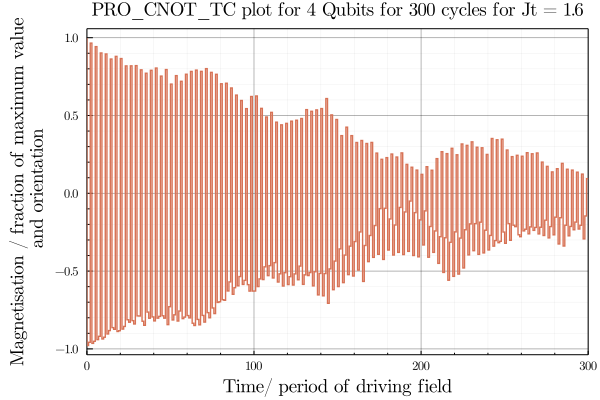 PRO_CNOT_TC plot for 4 Qubits for 300 cycles for Jt = 1.6
Magnetisation / fraction of maximum value
and orientation
1.0
0.5
0.0
−0.5
−1.0
0
100
200
300
Time/ period of driving field